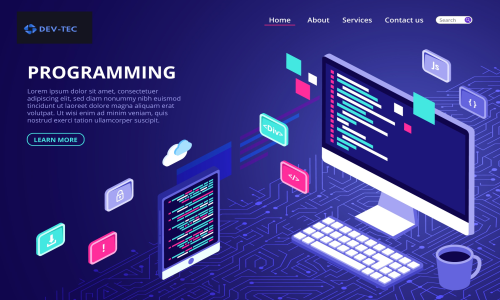 DEV-TEC
Home About Services Contact us Search
PROGRAMMING
Lorem ipsum dolor sit amet, consectetuer
adipiscing elit, sed diam nonummy nibh euismod
tincidunt ut laoreet dolore magna aliquam erat
volutpat. Ut wisi enim ad minim veniam, quis
nostrud exerci tation ullamcorper suscipit.
LEARN MORE
Js
{ }
<Div>
</>
!